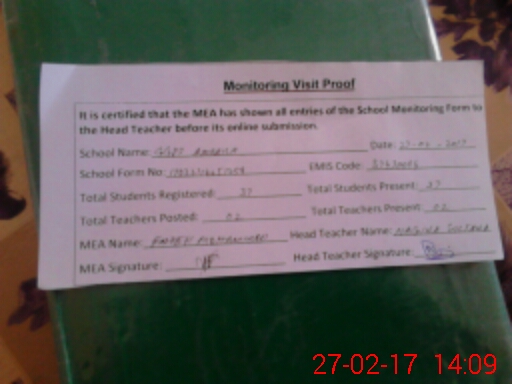 Monitoring Visit Proof
It is certified that the MEA has shown all entries of the School Monitoring Form to
the Head Teacher before its online submission.
School Name: Date:
School Form No: EMIS Code:
Total Students Registered: 37 Total Students Present: 37
Total Teachers Posted: 02 Total Teachers Present: 02
MEA Name: Head Teacher Name:
MEA Signature: Head Teacher Signature:
27-02-17 14:09